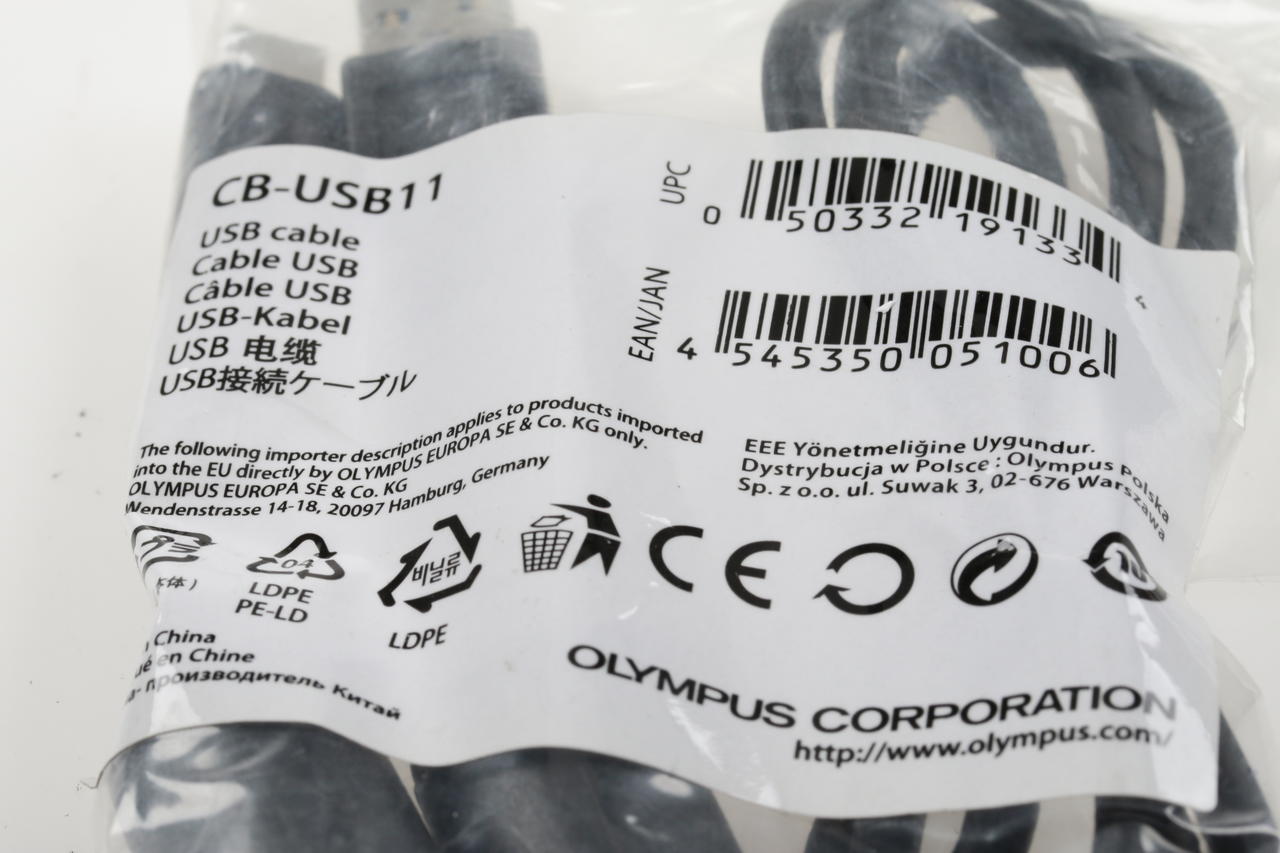 CB-USB11
USB cable
Cable USB
Câble USB
USB-Kabel
USB 电缆
USB接続ケーブル
UPC
0 50332 19133 4
EAN/JAN
4 545350 051006
The following importer description applies to products imported
into the EU directly by OLYMPUS EUROPA SE & Co. KG only.
OLYMPUS EUROPA SE & Co. KG
Wendenstrasse 14-18, 20097 Hamburg, Germany
EEE Yönetmeliğine Uygundur.
Dystrybucja w Polsce : Olympus Polska
Sp. z o.o. ul. Suwak 3, 02-676 Warszawa
04
LDPE
PE-LD
비닐류
LDPE
CE
10
China
en Chine
производитель Китай
OLYMPUS CORPORATION
http://www.olympus.com/